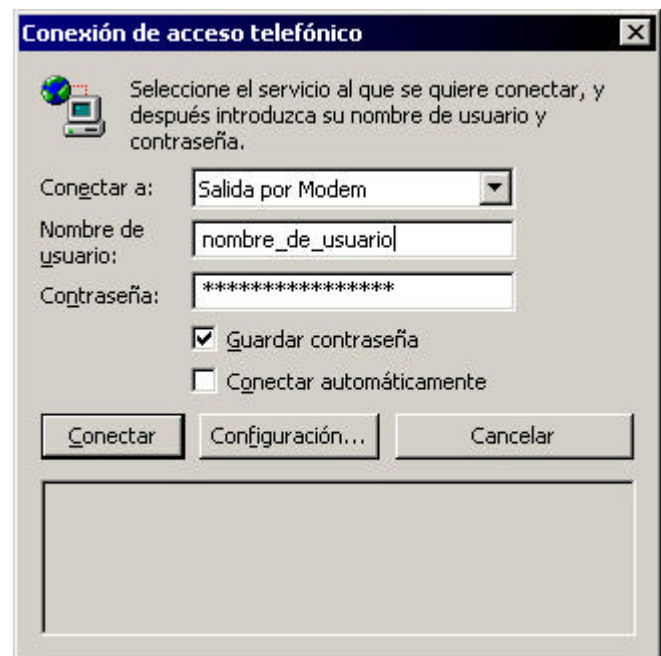 Conexión de acceso telefónico
Seleccione el servicio al que se quiere conectar, y
después introduzca su nombre de usuario y
contraseña.
Conectar a:
Salida por Modem
Nombre de
usuario:
nombre_de_usuario
Contraseña:
****************
Guardar contraseña
Conectar automáticamente
Conectar
Configuración...
Cancelar